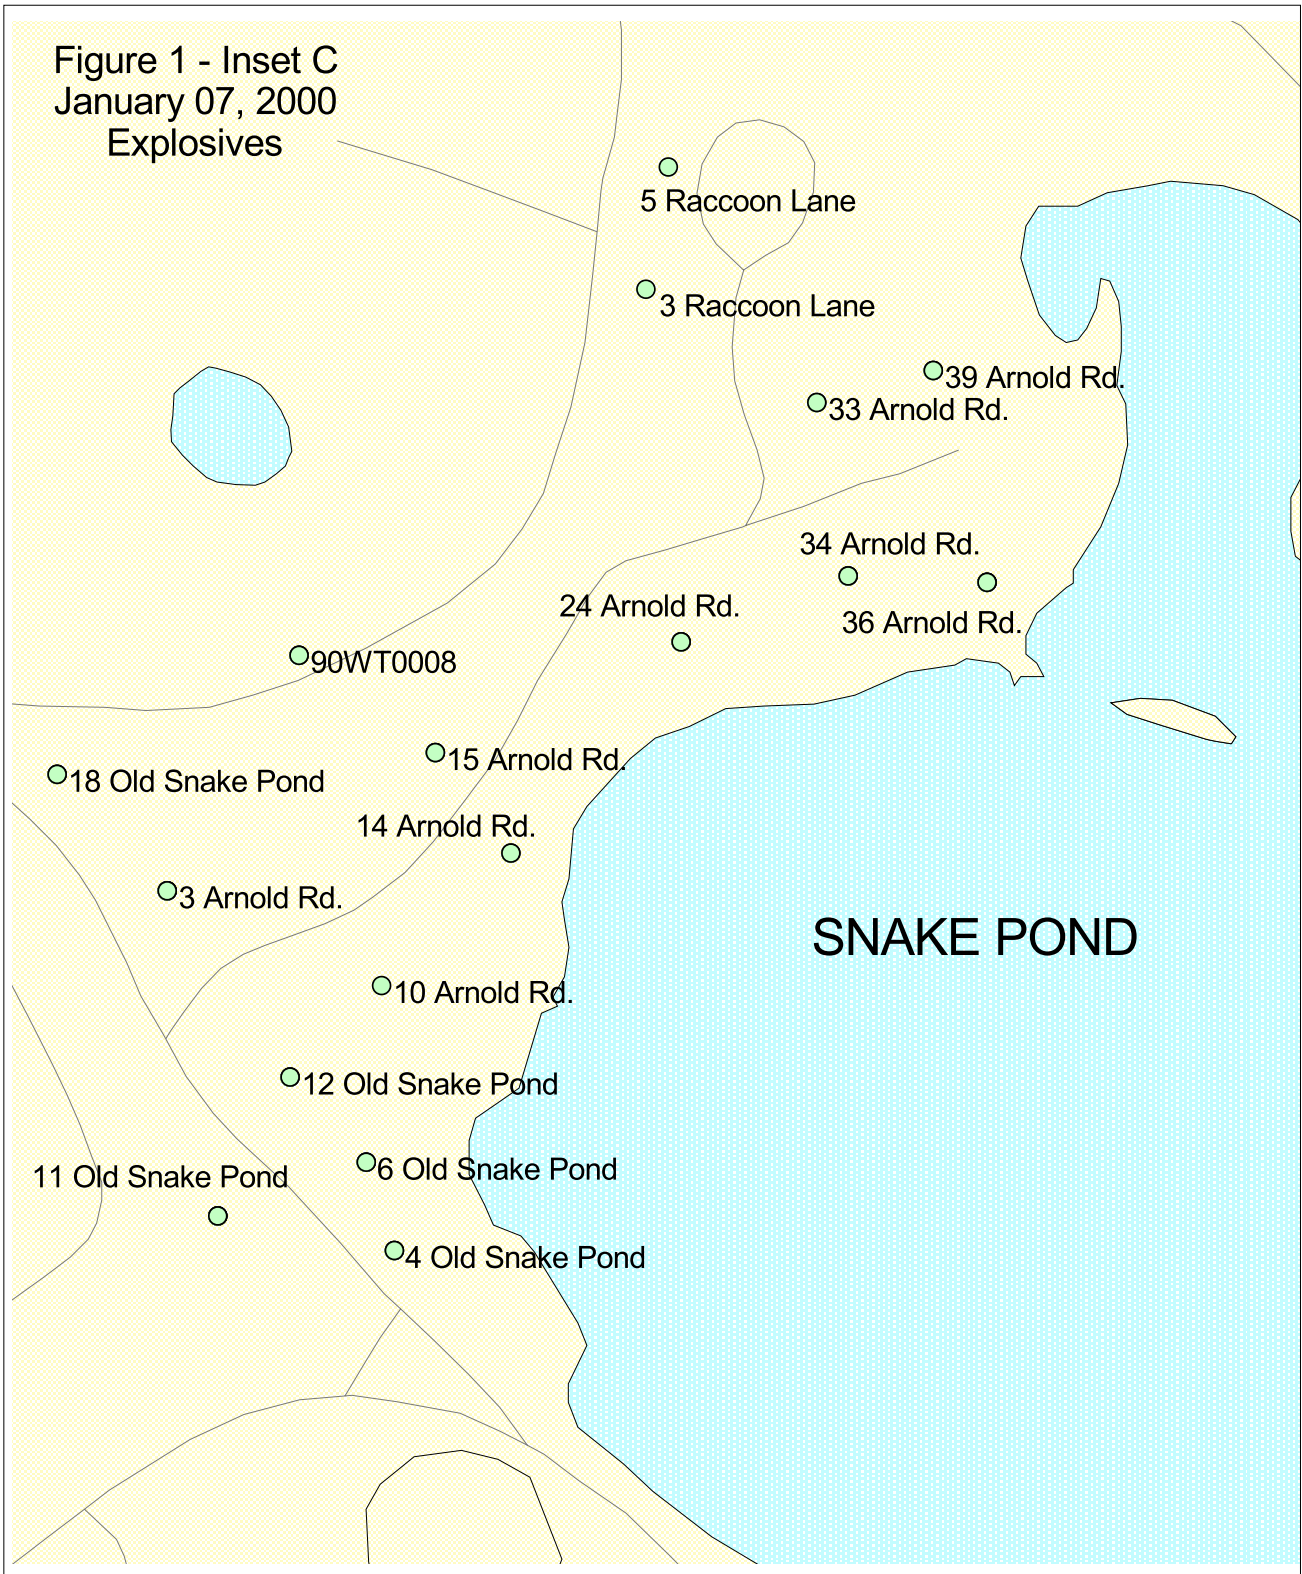 Figure 1 - Inset C
January 07, 2000
Explosives
5 Raccoon Lane
3 Raccoon Lane
39 Arnold Rd.
33 Arnold Rd.
34 Arnold Rd.
24 Arnold Rd.
36 Arnold Rd.
90WT0008
15 Arnold Rd.
18 Old Snake Pond
14 Arnold Rd.
3 Arnold Rd.
SNAKE POND
10 Arnold Rd.
12 Old Snake Pond
6 Old Snake Pond
11 Old Snake Pond
4 Old Snake Pond